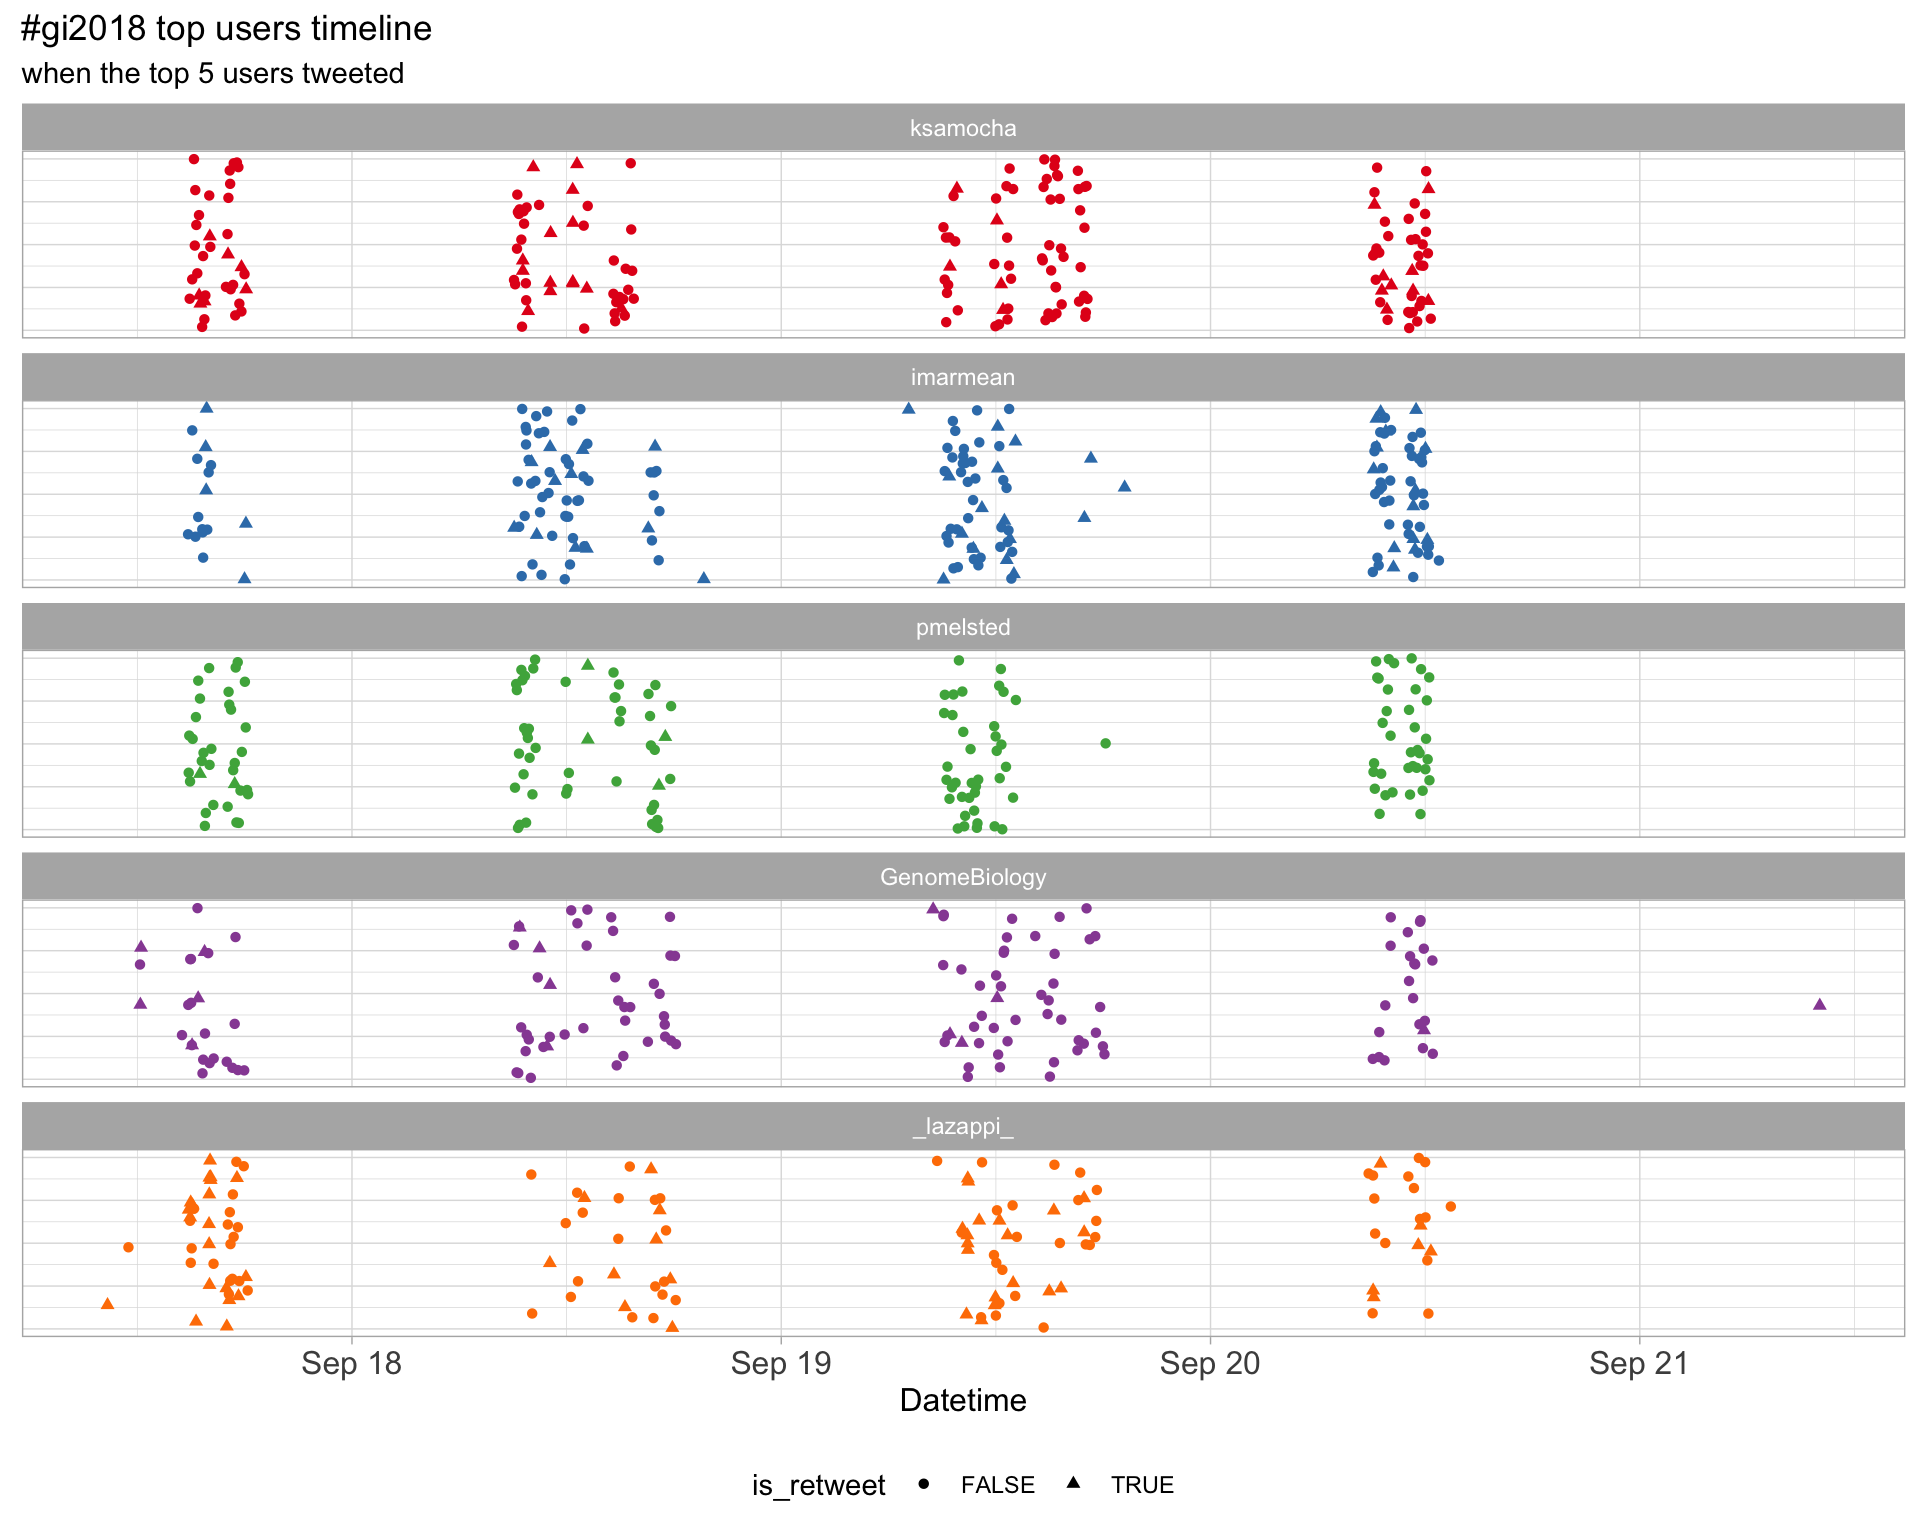 #gi2018 top users timeline
when the top 5 users tweeted
ksamocha
imarmean
pmelsted
GenomeBiology
_lazappi_
Sep 18 Sep 19 Sep 20 Sep 21
Datetime
is_retweet FALSE TRUE